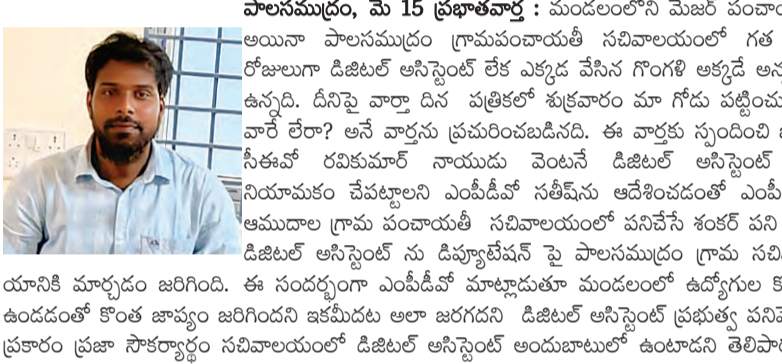 పాలసముద్రం, మే 15 ప్రభాతవార్త : మండలంలోని మేజర్
అయినా పాలసముద్రం గ్రామపంచాయతీ సచివాలయంలో గత
రోజులుగా డిజిటల్ అసిస్టెంట్ లేక ఎక్కడ వేసిన గొంగళి అక్కడే
ఉన్నది. దీనిపై వార్తా దిన పత్రికలో శుక్రవారం మా గోడు
వారే లేరా? అనే వార్తను ప్రచురించబడినది. ఈ వార్తకు స్పందించి
సీఈవో రవికుమార్ నాయుడు వెంటనే డిజిటల్ అసిస్టెంట్
నియామకం చేపట్టాలని ఎంపీడీవో సతీష్‌ను ఆదేశించడంతో
ఆముదాల గ్రామ పంచాయతీ సచివాలయంలో పనిచేసే శంకర్ పని
డిజిటల్ అసిస్టెంట్ ను డిప్యూటేషన్ పై పాలసముద్రం గ్రామ
యానికి మార్చడం జరిగింది. ఈ సందర్భంగా ఎంపీడీవో మాట్లాడుతూ మండలంలో ఉద్యోగుల
ఉండడంతో కొంత జాప్యం జరిగిందని ఇకమీదట అలా జరగదని డిజిటల్ అసిస్టెంట్ ప్రభుత్వ
ప్రకారం ప్రజా సౌకర్యార్థం సచివాలయంలో డిజిటల్ అసిస్టెంట్ అందుబాటులో ఉంటాడని